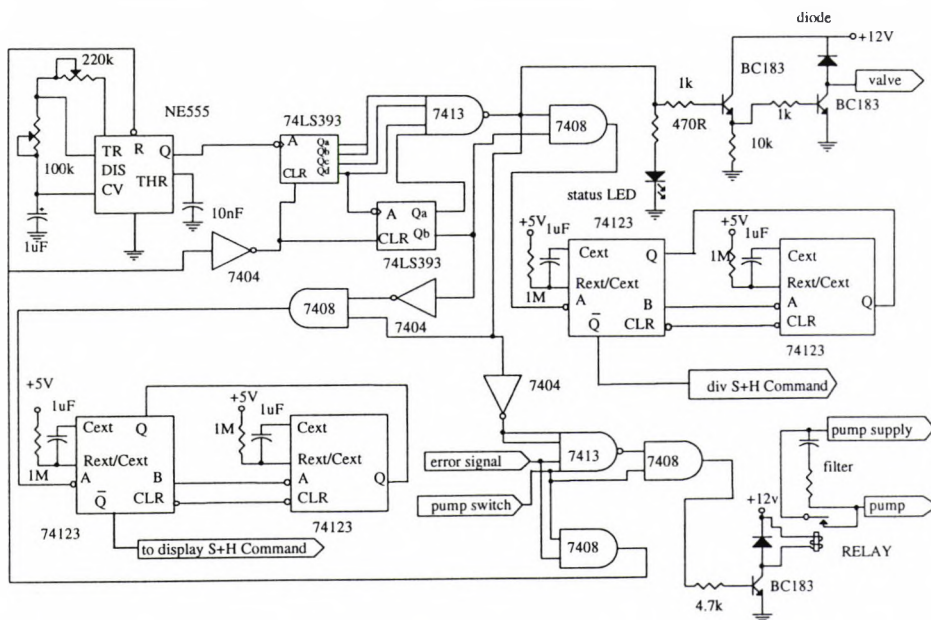 diode
+12V
220k
BC183
1k
valve
NE555
74LS393
7413
7408
470R
1k
BC183
10k
A
Qa
Qb
Qc
Qd
CLR
TR
R
Q
DIS
THR
CV
100k
10nF
1uF
status LED
A
Qa
CLR
Qb
74LS393
7404
74123
+5V
1uF
1M
Cext
Q
Rext/Cext
A
B
Q
CLR
+5V
1uF
1M
Cext
Rext/Cext
A
Q
CLR
74123
7408
7404
7404
div S+H Command
+5V
1uF
1M
Cext
Q
Rext/Cext
A
B
Q
CLR
74123
+5V
1uF
1M
Cext
Rext/Cext
Q
A
CLR
74123
to display S+H Command
error signal
pump switch
7413
7408
7408
pump supply
filter
pump
+12v
RELAY
BC183
4.7k